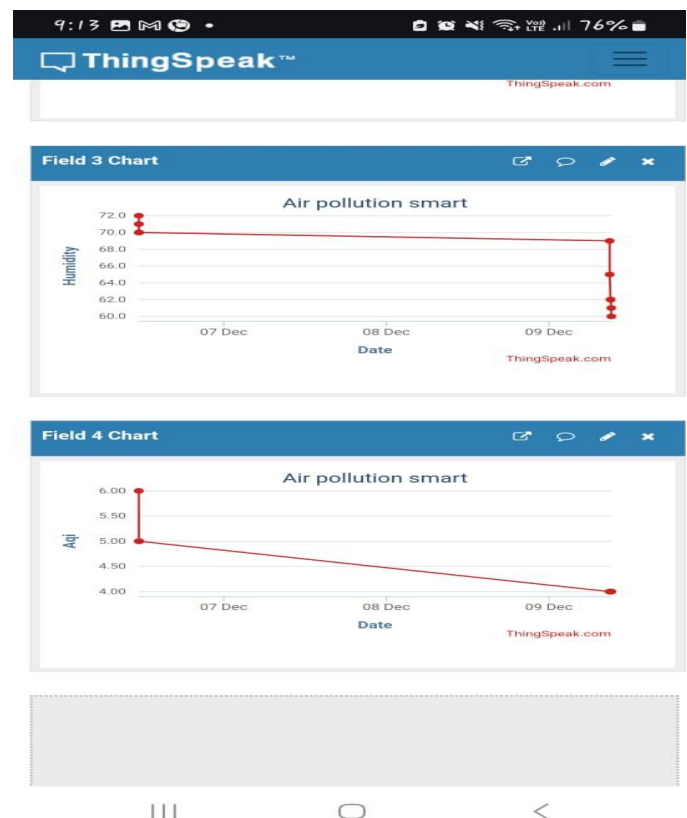 9:13 76%
ThingSpeak™
ThingSpeak.com
Field 3 Chart
Air pollution smart
72.0
70.0
68.0
66.0
64.0
62.0
60.0
Humidity
07 Dec 08 Dec 09 Dec
Date
ThingSpeak.com
Field 4 Chart
Air pollution smart
6.00
5.50
5.00
4.50
4.00
Aqi
07 Dec 08 Dec 09 Dec
Date
ThingSpeak.com